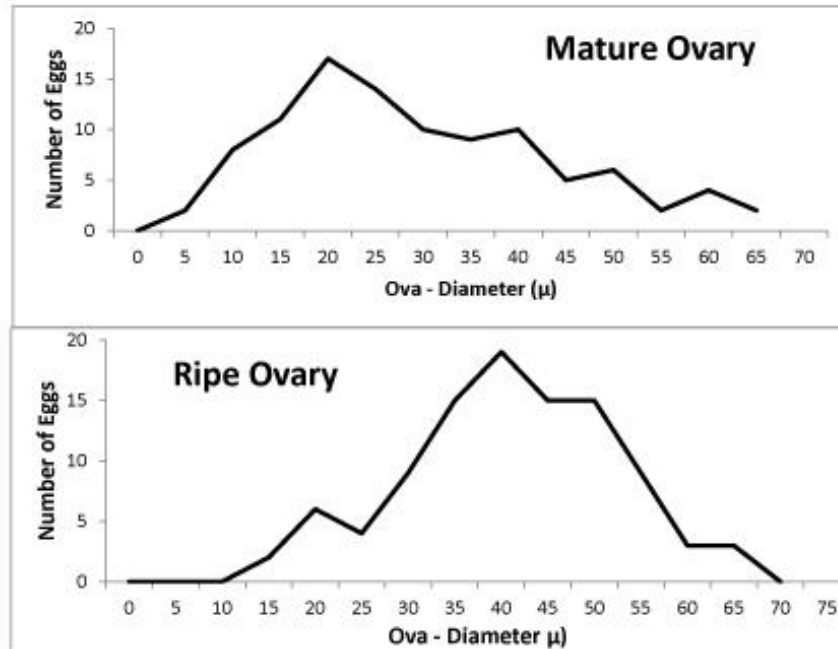 Mature Ovary
Number of Eggs
20
15
10
5
0
0 5 10 15 20 25 30 35 40 45 50 55 60 65 70
Ova - Diameter (μ)
Ripe Ovary
Number of Eggs
20
15
10
5
0
0 5 10 15 20 25 30 35 40 45 50 55 60 65 70 75
Ova - Diameter μ)